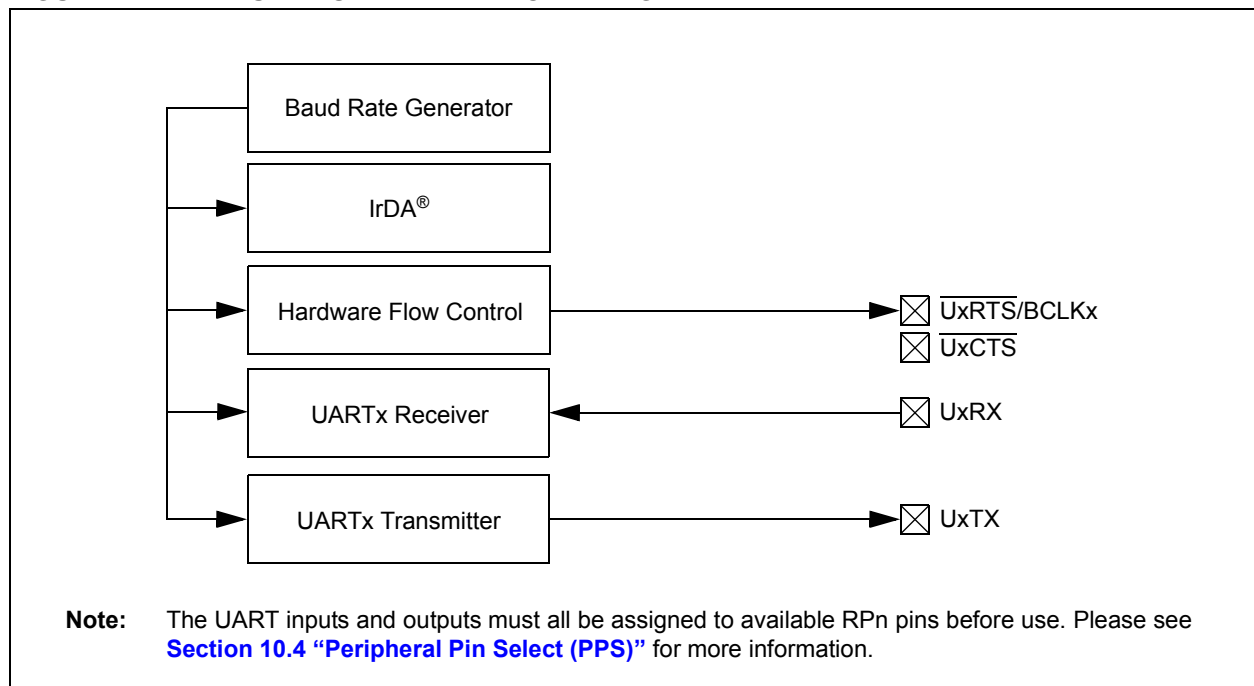 Baud Rate Generator
IrDA®
Hardware Flow Control
UxRTS/BCLKx
UxCTS
UARTx Receiver
UxRX
UARTx Transmitter
UxTX
Note: The UART inputs and outputs must all be assigned to available RPn pins before use. Please see
Section 10.4 “Peripheral Pin Select (PPS)” for more information.